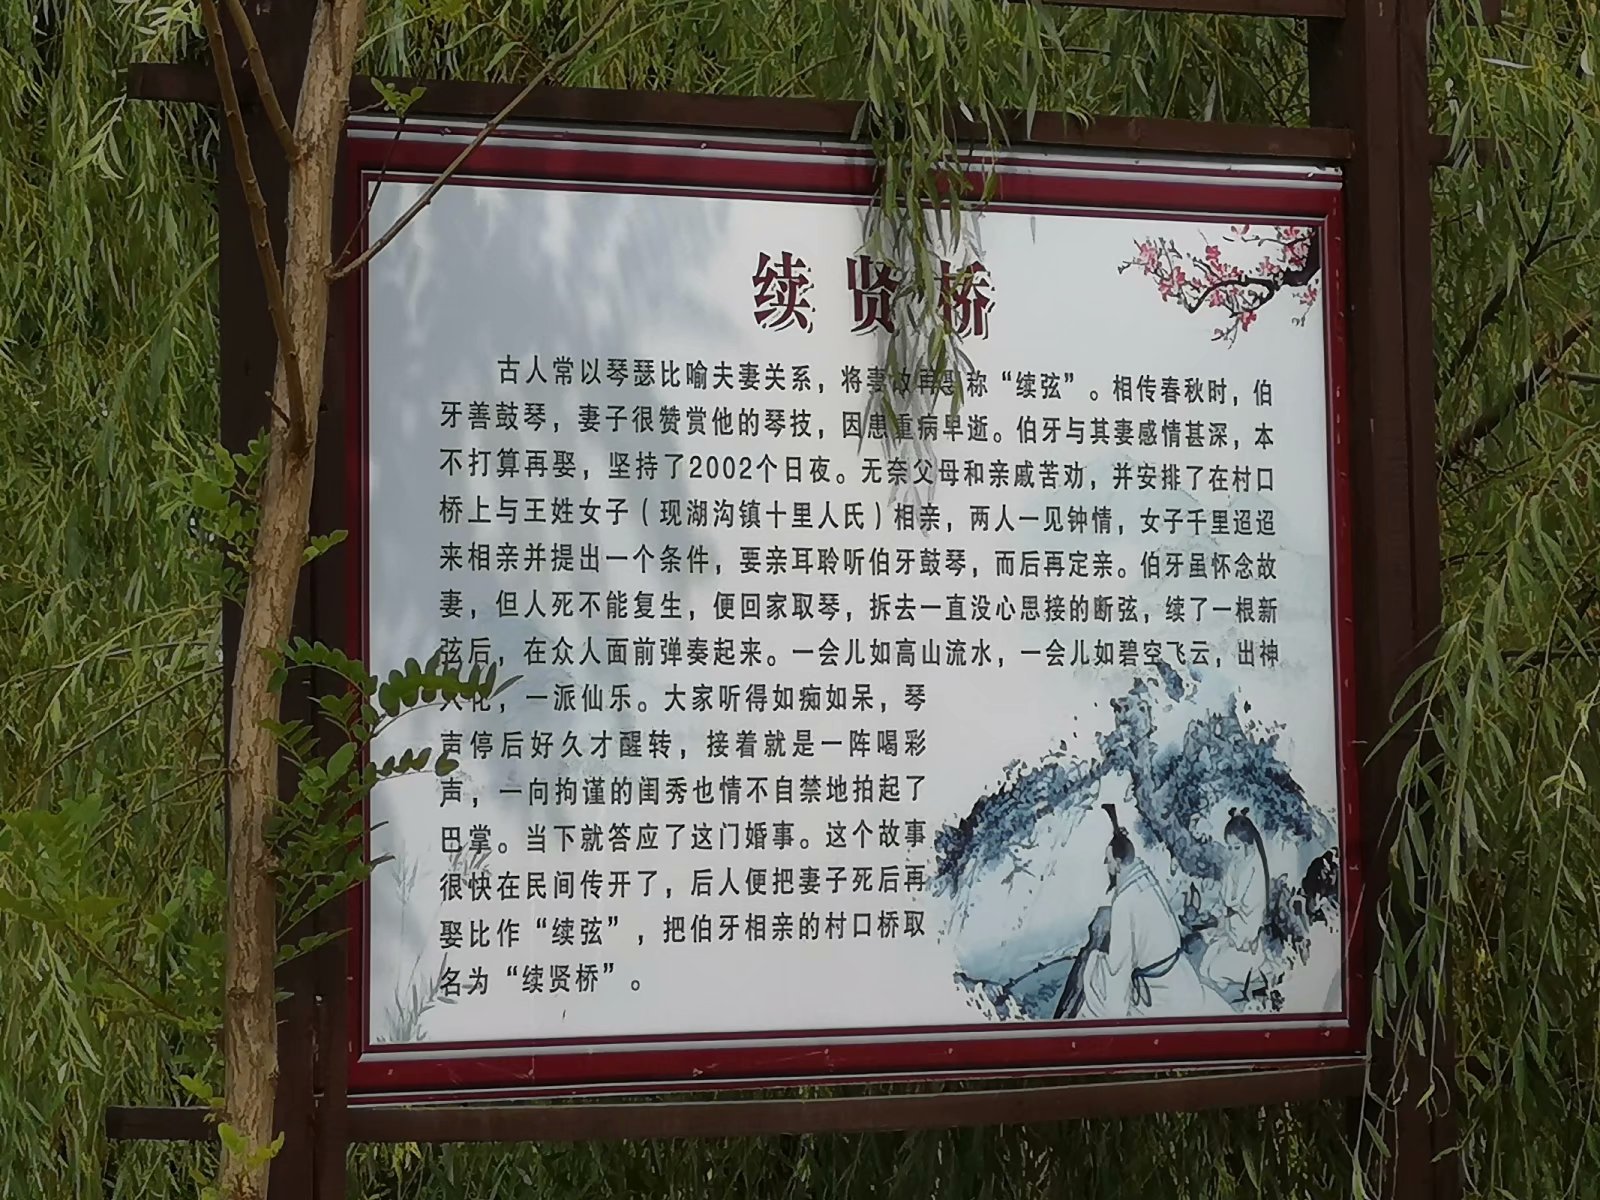 续贤桥
古人常以琴瑟比喻夫妻关系，将妻故再娶称“续弦”。相传春秋时，伯
牙善鼓琴，妻子很赞赏他的琴技，因患重病早逝。伯牙与其妻感情甚深，本
不打算再娶，坚持了2002个日夜。无奈父母和亲戚苦劝，并安排了在村口
桥上与王姓女子（现湖沟镇十里人氏）相亲，两人一见钟情，女子千里迢迢
来相亲并提出一个条件，要亲耳聆听伯牙鼓琴，而后再定亲。伯牙虽怀念故
妻，但人死不能复生，便回家取琴，拆去一直没心思接的断弦，续了一根新
弦后，在众人面前弹奏起来。一会儿如高山流水，一会儿如碧空飞云，出神
入化，一派仙乐。大家听得如痴如呆，琴
声停后好久才醒转，接着就是一阵喝彩
声，一向拘谨的闺秀也情不自禁地拍起了
巴掌。当下就答应了这门婚事。这个故事
很快在民间传开了，后人便把妻子死后再
娶比作“续弦”，把伯牙相亲的村口桥取
名为“续贤桥”。